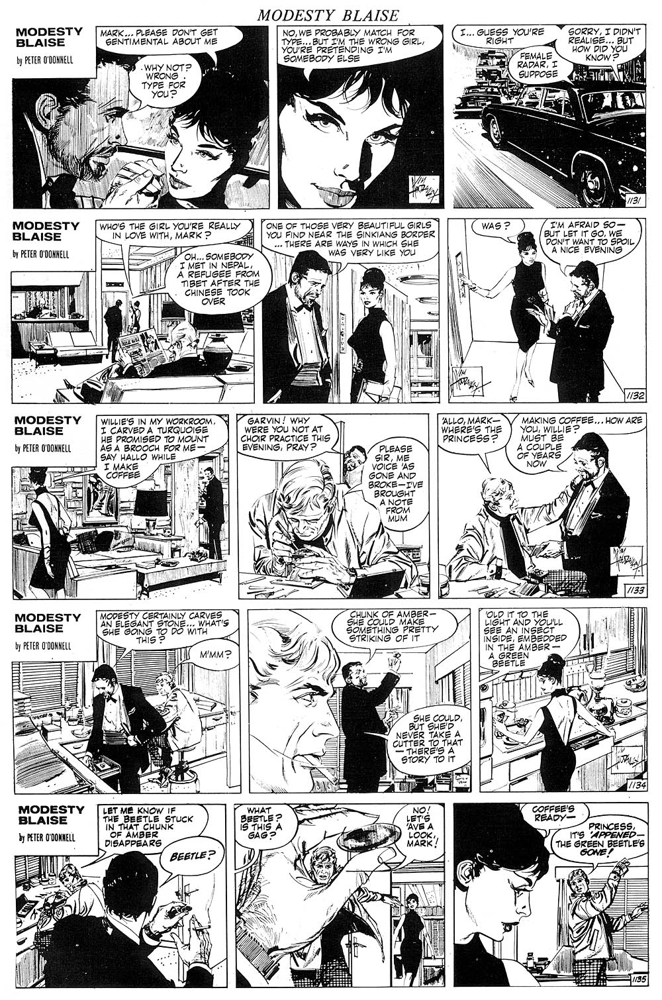 MODESTY BLAISE
MODESTY
BLAISE
by PETER O'DONNELL
MARK... PLEASE DON'T GET
SENTIMENTAL ABOUT ME
WHY NOT?
WRONG
TYPE FOR
YOU?
NO, WE PROBABLY MATCH FOR
TYPE...BUT I'M THE WRONG GIRL,
YOU'RE PRETENDING I'M
SOMEBODY ELSE
I... GUESS YOU'RE
RIGHT
FEMALE
RADAR, I
SUPPOSE
SORRY, I DIDN'T
REALISE... BUT
HOW DID YOU
KNOW?
1131
MODESTY
BLAISE
by PETER O'DONNELL
WHO'S THE GIRL YOU'RE REALLY
IN LOVE WITH, MARK?
OH...SOMEBODY
I MET IN NEPAL,
A REFUGEE FROM
TIBET AFTER THE
CHINESE TOOK
OVER
ONE OF THOSE VERY BEAUTIFUL GIRLS
YOU FIND NEAR THE SINKIANG BORDER
...THERE ARE WAYS IN WHICH SHE
WAS VERY LIKE YOU
WAS?
I'M AFRAID SO—
BUT LET IT GO, WE
DON'T WANT TO SPOIL
A NICE EVENING
JIM
HOLDAWAY
1132
MODESTY
BLAISE
by PETER O'DONNELL
WILLIE'S IN MY WORKROOM,
I CARVED A TURQUOISE
HE PROMISED TO MOUNT
AS A BROOCH FOR ME—
SAY HALLO WHILE
I MAKE
COFFEE
GARVIN! WHY
WERE YOU NOT AT
CHOIR PRACTICE THIS
EVENING, PRAY?
PLEASE
SIR, ME
VOICE 'AS
GONE AND
BROKE—I'VE
BROUGHT
A NOTE
FROM
MUM
'ALLO, MARK—
WHERE'S THE
PRINCESS?
MAKING COFFEE...HOW ARE
YOU, WILLIE?
MUST BE
A COUPLE
OF YEARS
NOW
JIM
HOLDAWAY
1133
MODESTY
BLAISE
by PETER O'DONNELL
MODESTY CERTAINLY CARVES
AN ELEGANT STONE... WHAT'S
SHE GOING TO DO WITH
THIS?
M'MM?
CHUNK OF AMBER—
SHE COULD MAKE
SOMETHING PRETTY
STRIKING OF IT
SHE COULD,
BUT SHE'D
NEVER TAKE A
CUTTER TO THAT
—THERE'S A
STORY TO IT
'OLD IT TO THE
LIGHT AND YOU'LL
SEE AN INSECT
INSIDE, EMBEDDED
IN THE AMBER—
A GREEN
BEETLE
JIM
HOLDAWAY
1134
MODESTY
BLAISE
by PETER O'DONNELL
LET ME KNOW IF
THE BEETLE STUCK
IN THAT CHUNK
OF AMBER
DISAPPEARS
BEETLE?
WHAT
BEETLE?
IS THIS A
GAG?
NO!
LET'S
'AVE A
LOOK,
MARK!
COFFEE'S
READY—
PRINCESS,
IT'S 'APPENED—
THE GREEN BEETLE'S
GONE!
1135